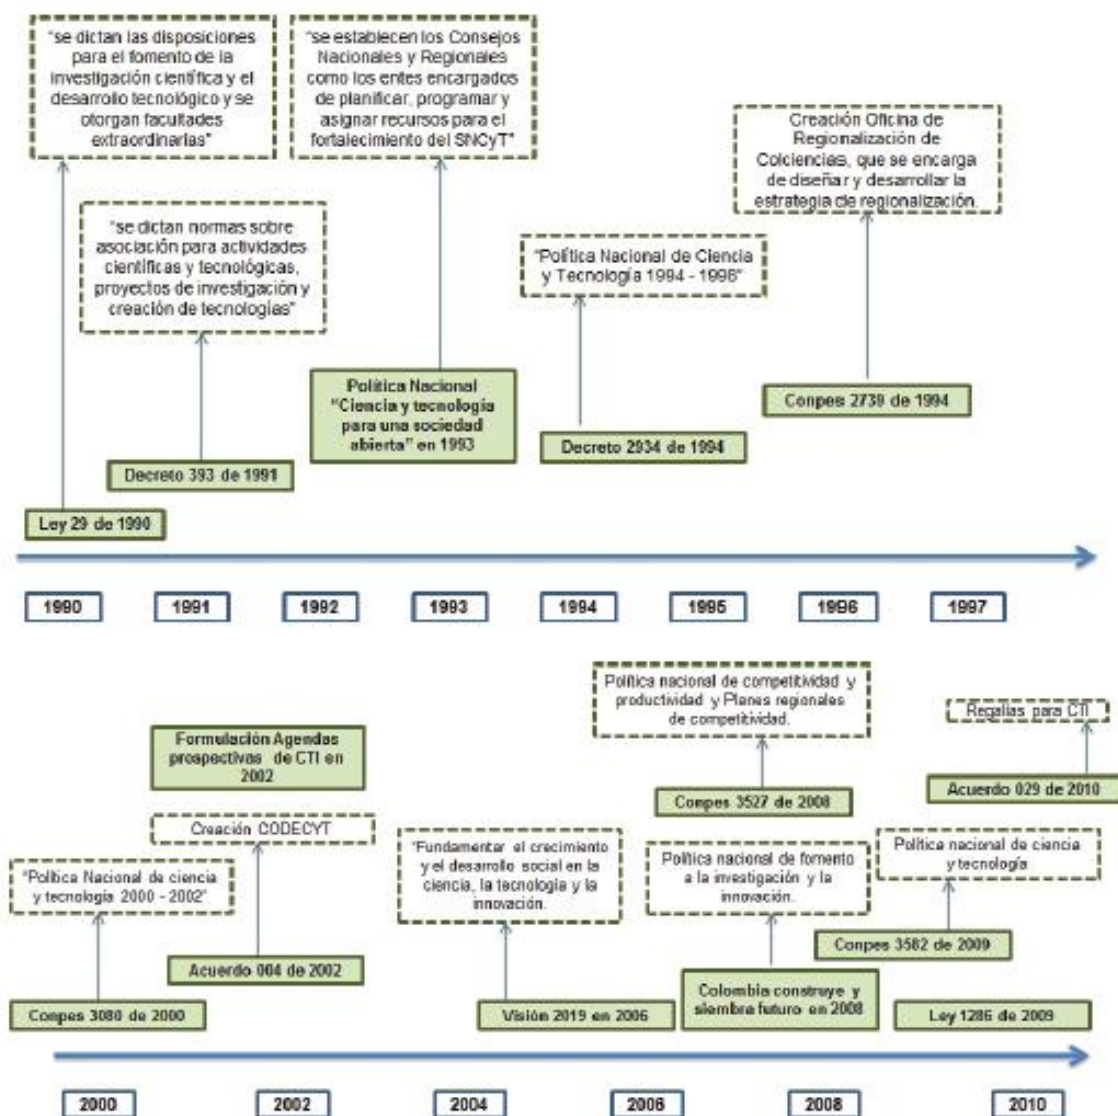 "se dictan las disposiciones
para el fomento de la
investigación científica y el
desarrollo tecnológico y se
otorgan facultades
extraordinarias"
"se establecen los Consejos
Nacionales y Regionales
como los entes encargados
de planificar, programar y
asignar recursos para el
fortalecimiento del SNCyT"
Creación Oficina de
Regionalización de
Colciencias, que se encarga
de diseñar y desarrollar la
estrategia de regionalización.
"se dictan normas sobre
asociación para actividades
científicas y tecnológicas,
proyectos de investigación y
creación de tecnologías"
"Política Nacional de Ciencia
y Tecnología 1994 - 1998"
Política Nacional
"Ciencia y tecnología
para una sociedad
abierta" en 1993
Conpes 2739 de 1994
Decreto 2934 de 1994
Decreto 393 de 1991
Ley 29 de 1990
1990
1991
1992
1993
1994
1995
1996
1997
Política nacional de competitividad y
productividad y Planes regionales
de competitividad.
Regalías para CTI
Formulación Agendas
prospectivas de CTI en
2002
Conpes 3527 de 2008
Acuerdo 029 de 2010
Creación CODECYT
"Fundamentar el crecimiento
y el desarrollo social en la
ciencia, la tecnología y la
innovación.
Política nacional de fomento
a la investigación y la
innovación.
Política nacional de ciencia
y tecnología
"Política Nacional de ciencia
y tecnología 2000 - 2002"
Conpes 3582 de 2009
Acuerdo 004 de 2002
Conpes 3080 de 2000
Visión 2019 en 2006
Colombia construye y
siembra futuro en 2008
Ley 1286 de 2009
2000
2002
2004
2006
2008
2010